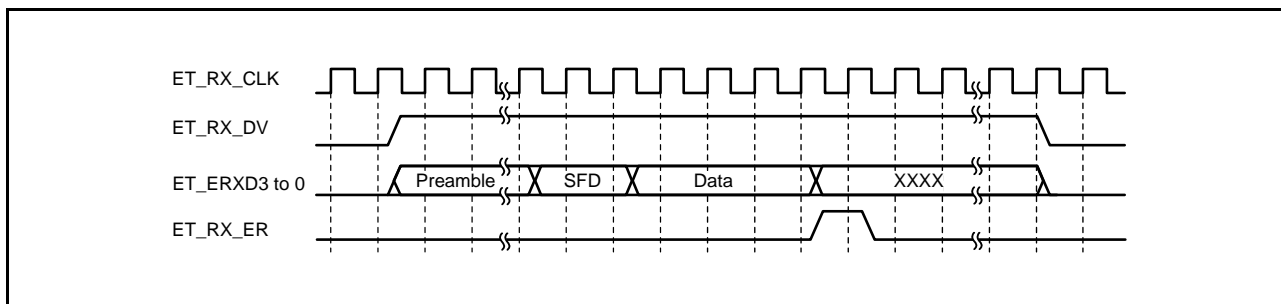 ET_RX_CLK
ET_RX_DV
ET_ERXD3 to 0
Preamble
SFD
Data
XXXX
ET_RX_ER